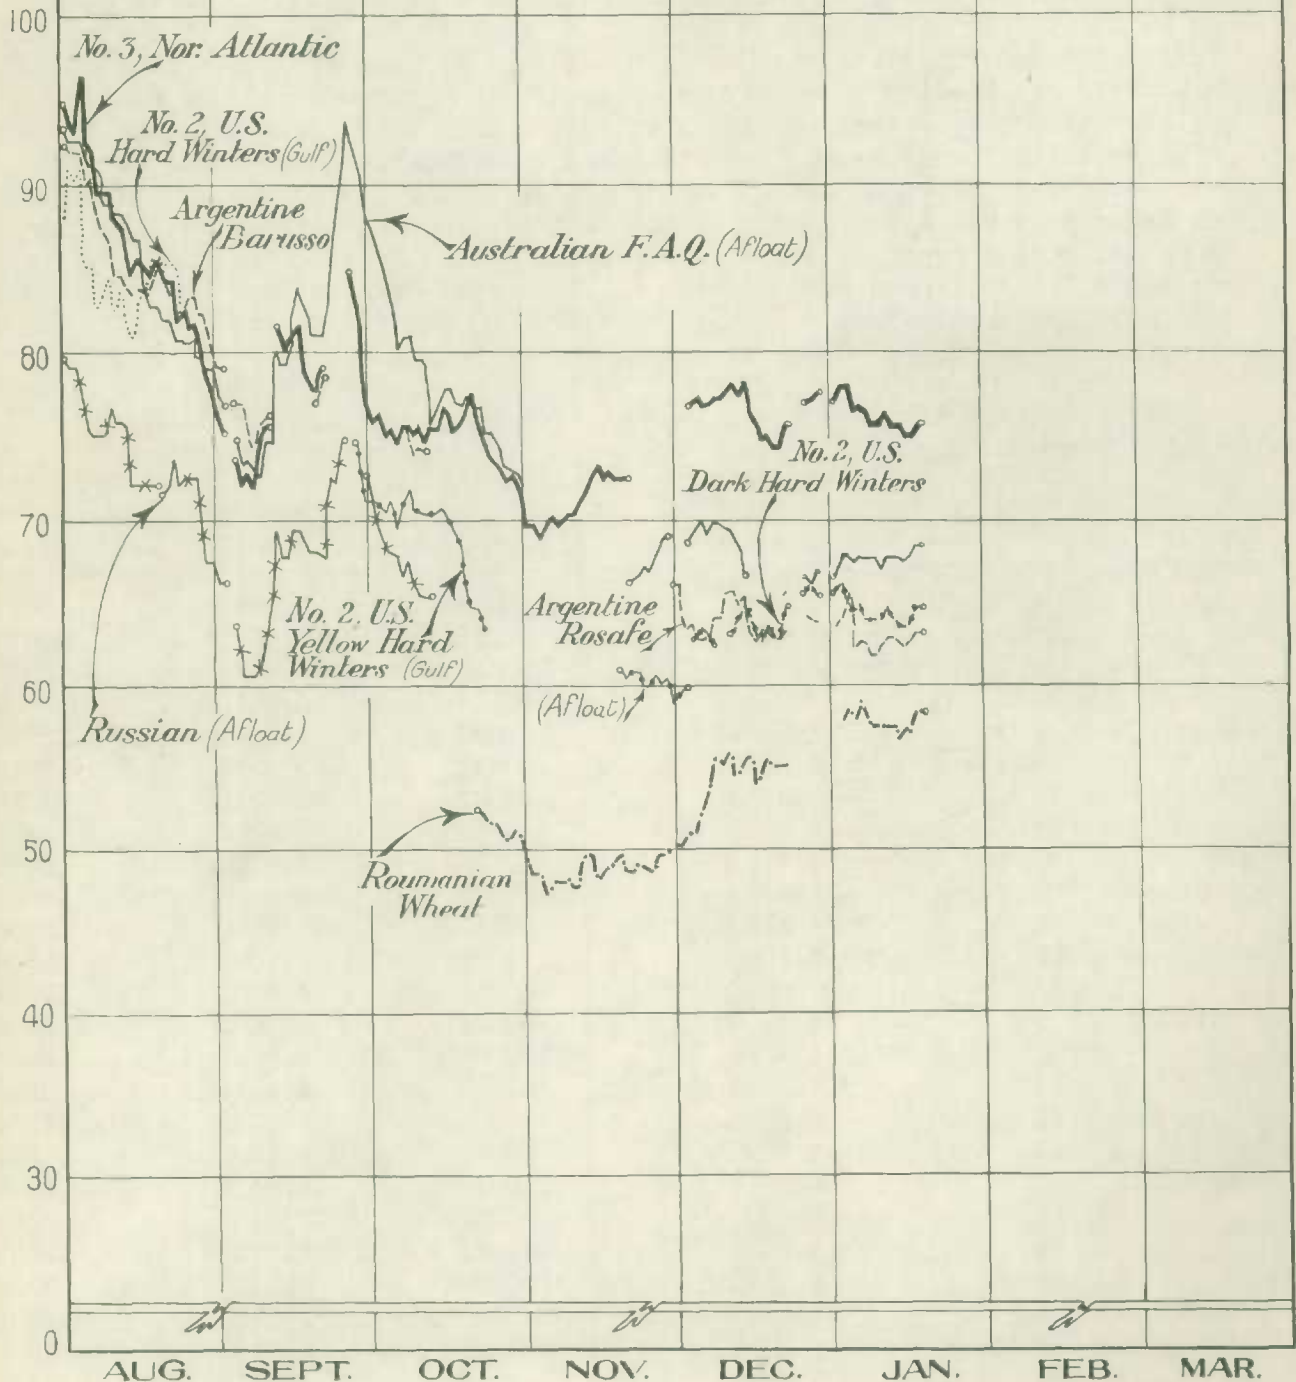 100
No. 3, Nor. Atlantic
No. 2, U.S.
Hard Winters (Gulf)
90
Argentine
Barusso
Australian F.A.Q. (Afloat)
80
No. 2, U.S.
Dark Hard Winters
70
No. 2, U.S.
Yellow Hard
Winters (Gulf)
Argentine
Rosafe
60
(Afloat)
Russian (Afloat)
50
Roumanian
Wheat
40
30
0
AUG. SEPT. OCT. NOV. DEC. JAN. FEB. MAR.